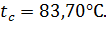 t_c = 83,70°C.